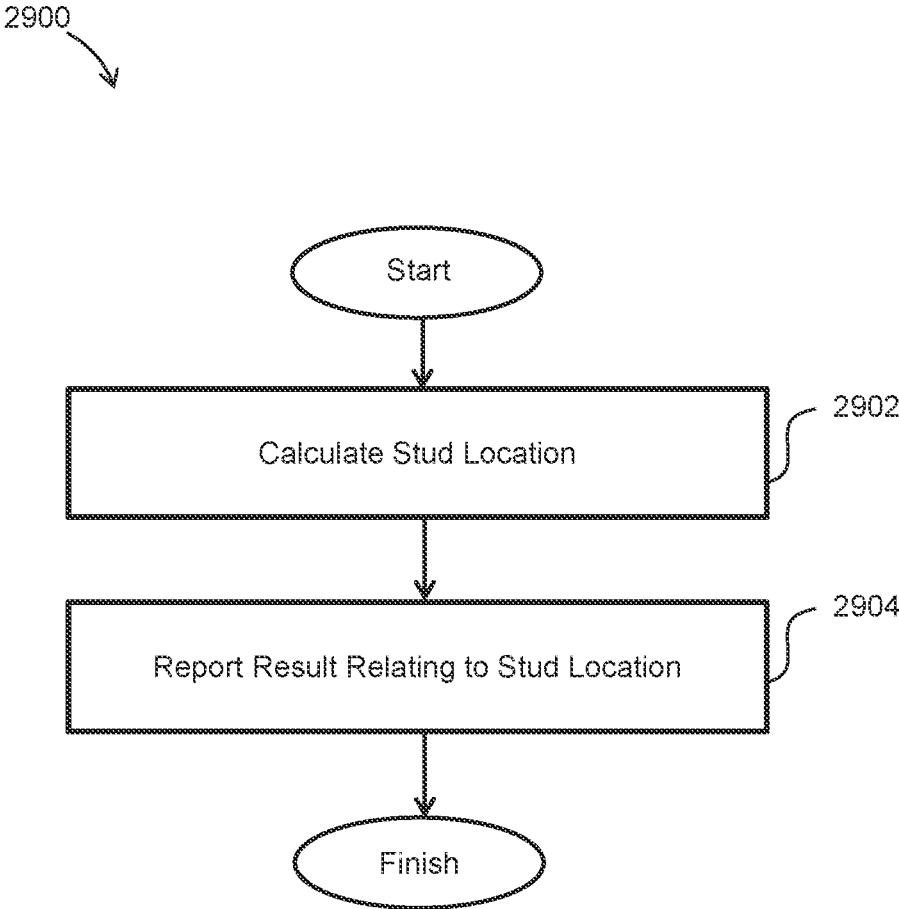 2900
Start
Calculate Stud Location
2902
Report Result Relating to Stud Location
2904
Finish